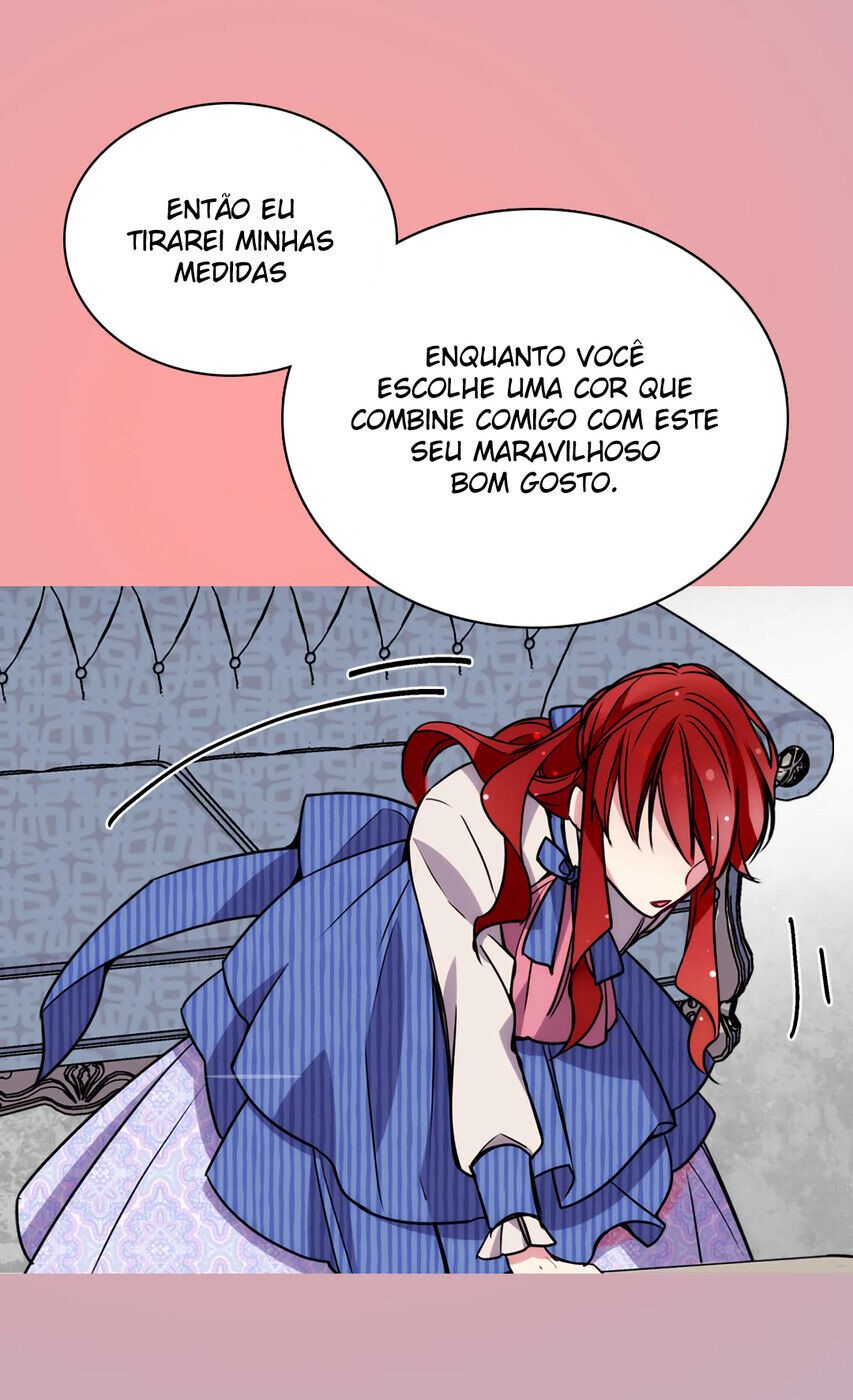 ENTÃO EU
TIRAREI MINHAS
MEDIDAS
ENQUANTO VOCÊ
ESCOLHE UMA COR QUE
COMBINE COMIGO COM ESTE
SEU MARAVILHOSO
BOM GOSTO.